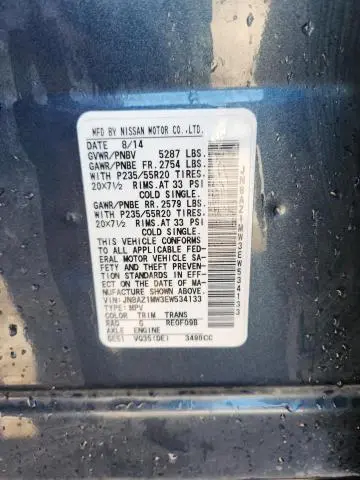 MFD BY NISSAN MOTOR CO.,LTD.
DATE 8/14
GVWR/PNBV 5287 LBS.
GAWR/PNBE FR. 2754 LBS.
WITH P235/55R20 TIRES
20X7½ RIMS.AT 33 PSI
COLD SINGLE.
GAWR/PNBE RR. 2579 LBS.
WITH P235/55R20 TIRES
20X7½ RIMS.AT 33 PSI
COLD SINGLE.
THIS VEHICLE CONFORMS
TO ALL APPLICABLE FED-
ERAL MOTOR VEHICLE SA-
FETY AND THEFT PREVEN-
TION STANDARDS IN EFF-
ECT ON THE DATE OF MA-
NUFACTURE SHOWN ABOVE.
VIN: JN8AZ1MW3EW534133
TYPE: MPV
COLOR TRIM TRANS
RAQ G RE0F09B
AXLE ENGINE
VQ35(DE) 3498CC
JN8AZ1MW3EW534133